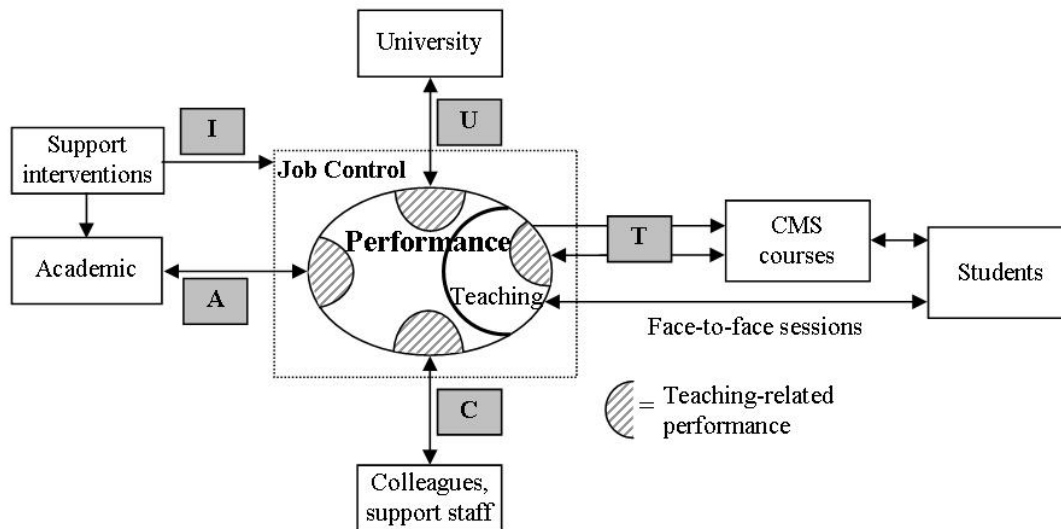 University
U
I
Support
interventions
Job Control
Performance
T
CMS
courses
Academic
A
Teaching
Students
Face-to-face sessions
C
= Teaching-related
performance
Colleagues,
support staff